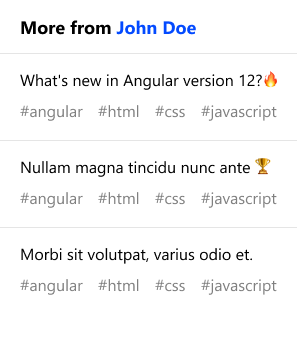 More from John Doe
What's new in Angular version 12?🔥
#angular #html #css #javascript
Nullam magna tincidu nunc ante 🏆
#angular #html #css #javascript
Morbi sit volutpat, varius odio et.
#angular #html #css #javascript